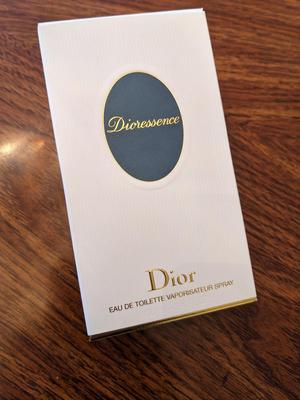 Dioressence
Dior
EAU DE TOILETTE VAPORISATEUR SPRAY